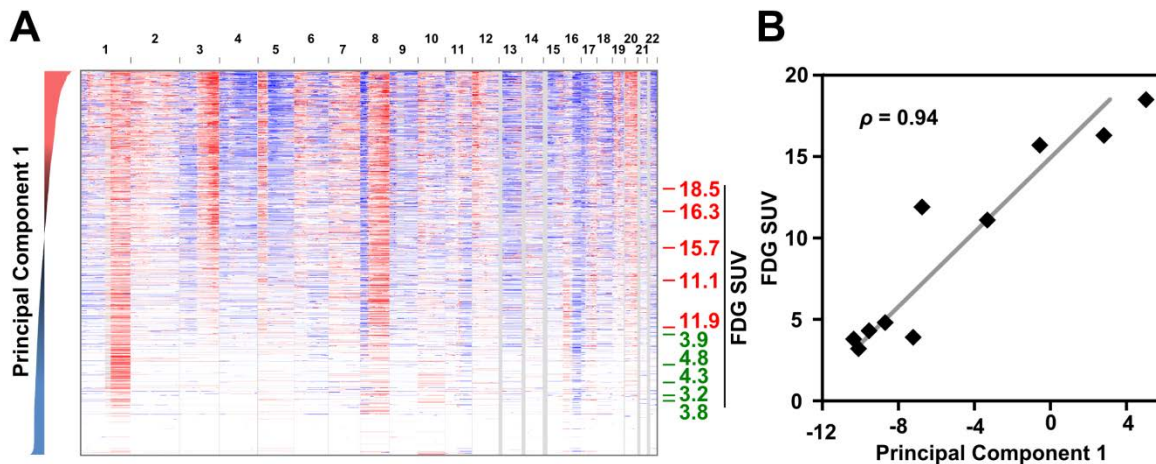 A
1 2 3 4 5 6 7 8 9 10 11 12 13 14 15 16 17 18 19 20 21 22
Principal Component 1
18.5
16.3
15.7
11.1
11.9
3.9
4.8
4.3
3.2
3.8
FDG SUV
B
ρ = 0.94
FDG SUV
20
15
10
5
0
-12 -8 -4 0 4
Principal Component 1